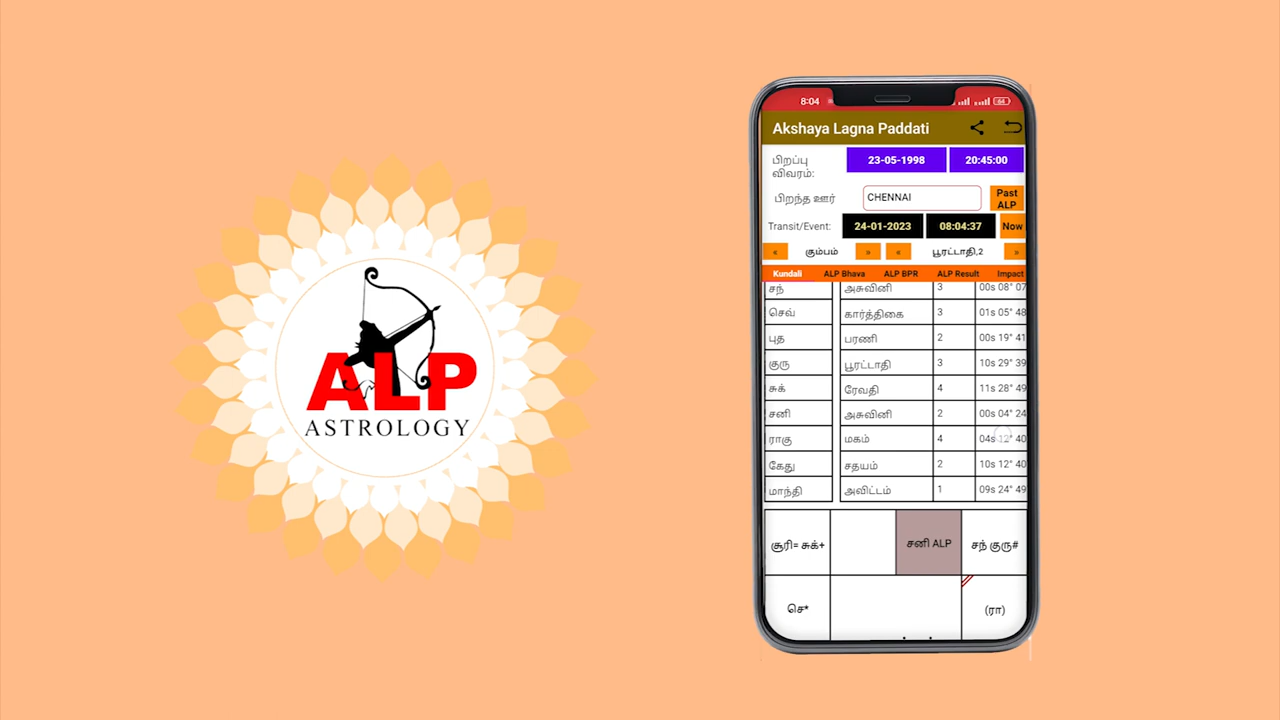 ALP
ASTROLOGY
8:04
64
Akshaya Lagna Paddati
பிறப்பு
விவரம்:
23-05-1998 20:45:00
பிறந்த ஊர் CHENNAI Past
ALP
Transit/Event: 24-01-2023 08:04:37 Now
« கும்பம் » « பூரட்டாதி,2 »
Kundali ALP Bhava ALP BPR ALP Result Impact
சந் அசுவினி 3 00s 08° 07
செவ் கார்த்திகை 3 01s 05° 48
புத பரணி 2 00s 19° 41
குரு பூரட்டாதி 3 10s 29° 39
சுக் ரேவதி 4 11s 28° 49
சனி அசுவினி 2 00s 04° 24
ராகு மகம் 4 04s 12° 40
கேது சதயம் 2 10s 12° 40
மாந்தி அவிட்டம் 1 09s 24° 49
சூரி= சுக்+ சனி ALP சந் குரு#
செ* (ரா)